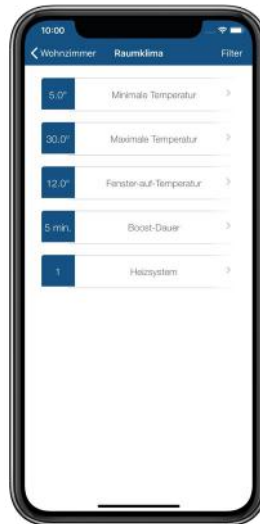 10:00
Wohnzimmer Raumklima Filter
5.0° Minimale Temperatur
30.0° Maximale Temperatur
12.0° Fenster-auf-Temperatur
5 min. Boost-Dauer
1 Heizsystem